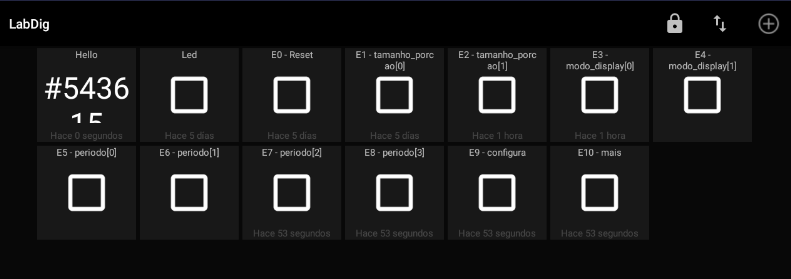 LabDig
Hello
Led
E0 - Reset
E1 - tamanho_porc
ao[0]
E2 - tamanho_porc
ao[1]
E3 -
modo_display[0]
E4 -
modo_display[1]
#5436
15
Hace 0 segundos
Hace 5 días
Hace 5 días
Hace 5 días
Hace 1 hora
Hace 1 hora
E5 - periodo[0]
E6 - periodo[1]
E7 - periodo[2]
E8 - periodo[3]
E9 - configura
E10 - mais
Hace 53 segundos
Hace 53 segundos
Hace 53 segundos
Hace 53 segundos